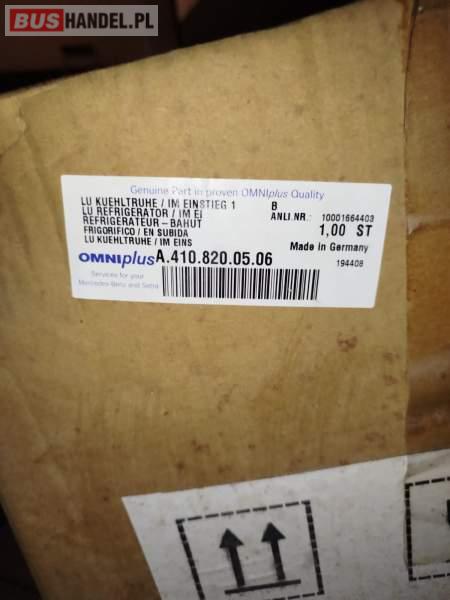 BUSHANDEL.PL
Genuine Part in proven OMNIplus Quality
LU KUEHLTRUHE / IM EINSTIEG 1 B
LU REFRIGERATOR / IM EI ANLI.NR.: 10001664403
REFRIGERATEUR-BAHUT 1,00 ST
FRIGORIFICO / EN SUBIDA
LU KUEHLTRUHE / IM EINS Made in Germany
OMNIplus A.410.820.05.06 194408
Services for your
Mercedes-Benz and Setra